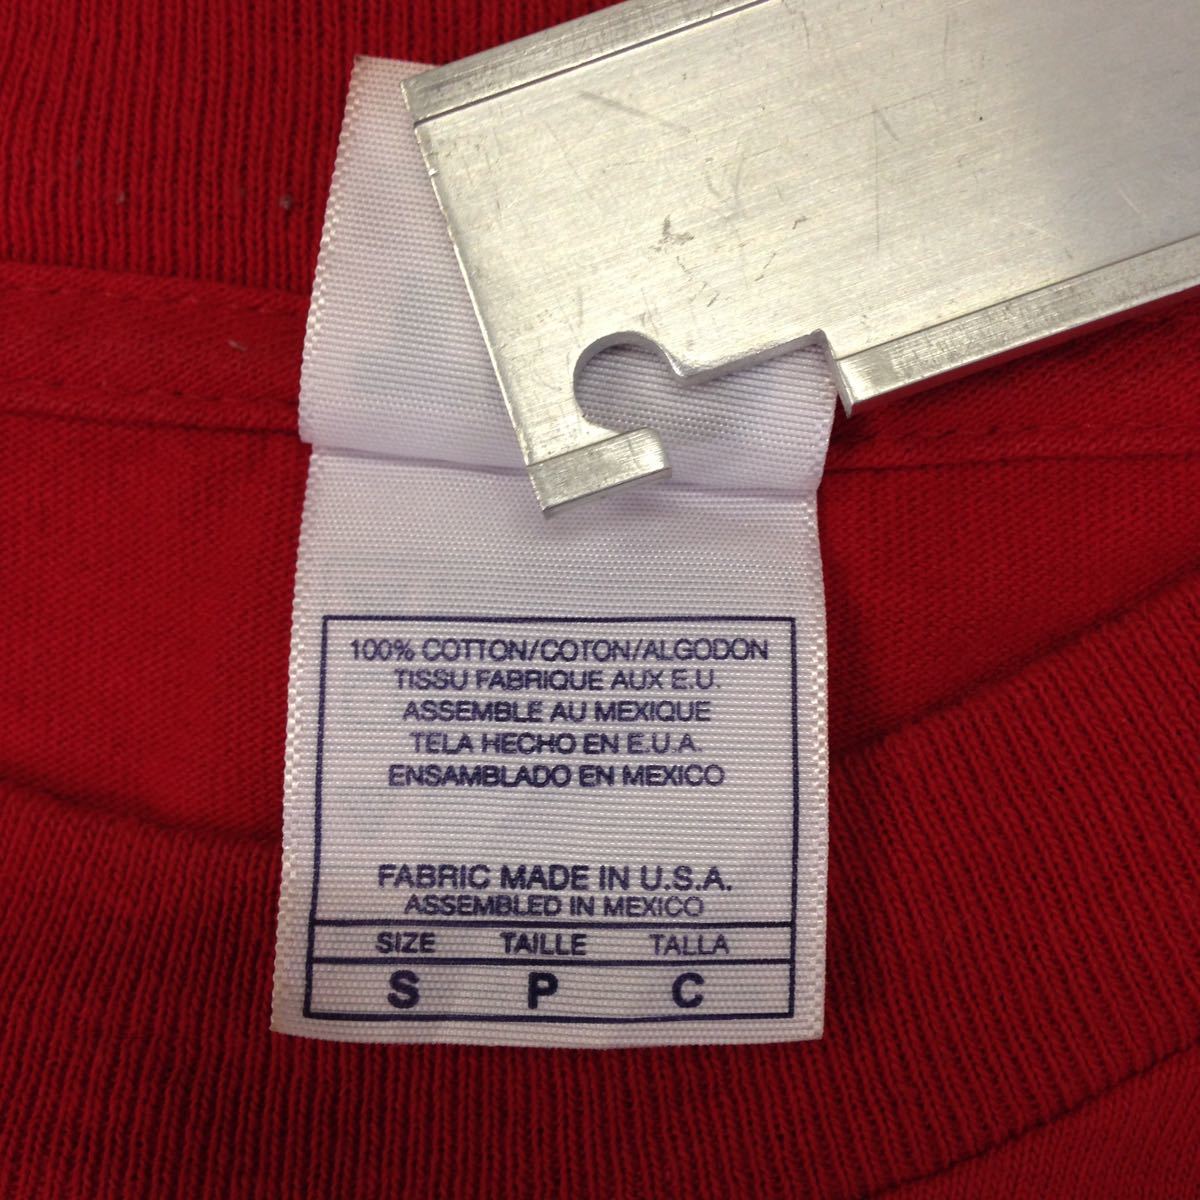 100% COTTON/COTON/ALGODON
TISSU FABRIQUE AUX E.U.
ASSEMBLE AU MEXIQUE
TELA HECHO EN E.U.A.
ENSAMBLADO EN MEXICO
FABRIC MADE IN U.S.A.
ASSEMBLED IN MEXICO
SIZE TAILLE TALLA
S P C